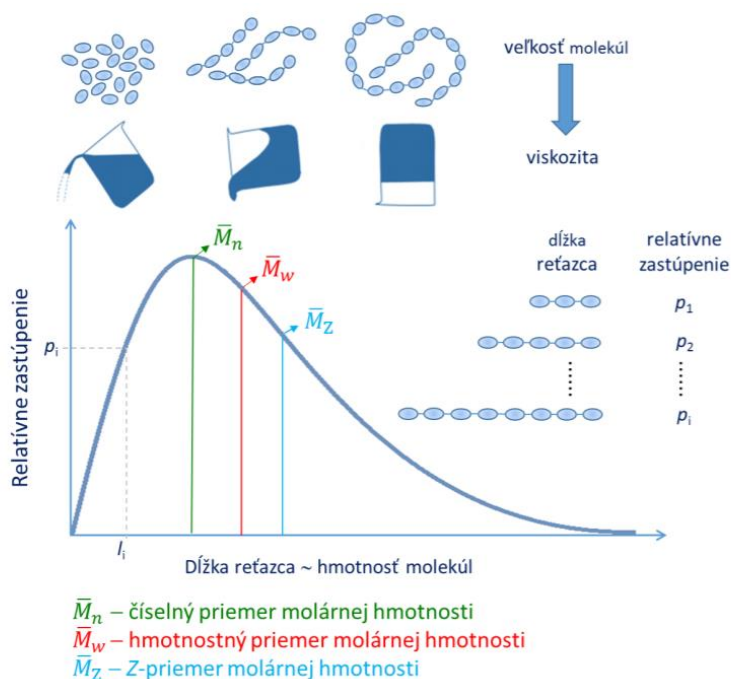 veľkosť molekúl
viskozita
M̅n
M̅w
M̅Z
dĺžka
reťazca
relatívne
zastúpenie
p1
p2
pi
Relatívne zastúpenie
pi
li
Dĺžka reťazca ~ hmotnosť molekúl
M̅n – číselný priemer molárnej hmotnosti
M̅w – hmotnostný priemer molárnej hmotnosti
M̅Z – Z-priemer molárnej hmotnosti